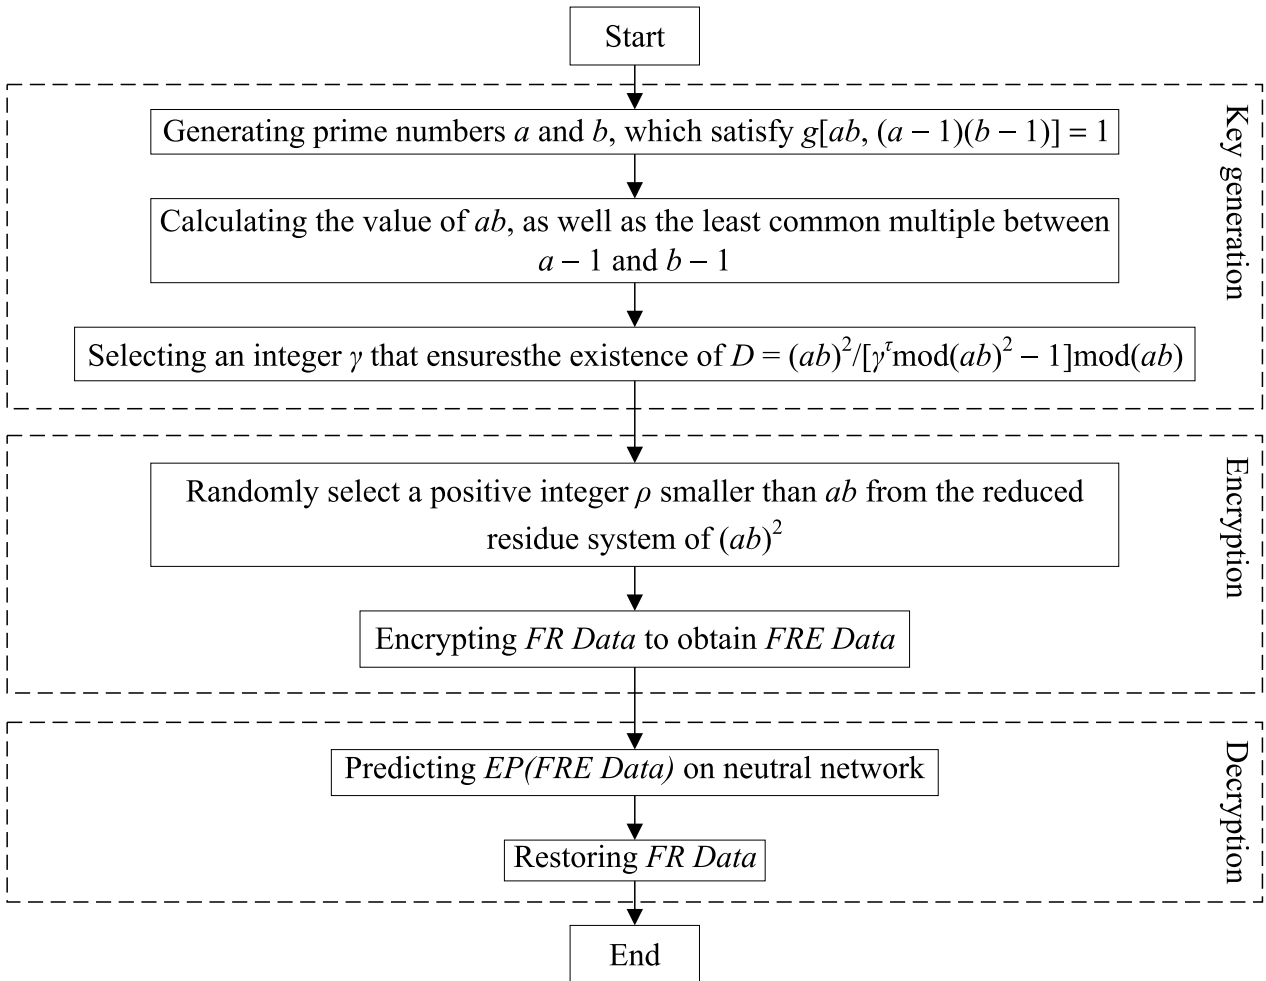 Start
Key generation
Generating prime numbers a and b, which satisfy g[ab, (a − 1)(b − 1)] = 1
Calculating the value of ab, as well as the least common multiple between
a − 1 and b − 1
Selecting an integer γ that ensuresthe existence of D = (ab)²/[γ^τmod(ab)² − 1]mod(ab)
Encryption
Randomly select a positive integer ρ smaller than ab from the reduced
residue system of (ab)²
Encrypting FR Data to obtain FRE Data
Decryption
Predicting EP(FRE Data) on neutral network
Restoring FR Data
End